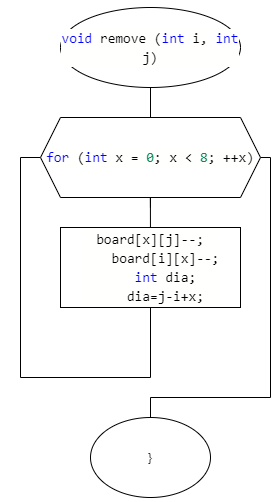 void remove (int i, int
j)
for (int x = 0; x < 8; ++x)
board[x][j]--;
board[i][x]--;
int dia;
dia=j-i+x;
}